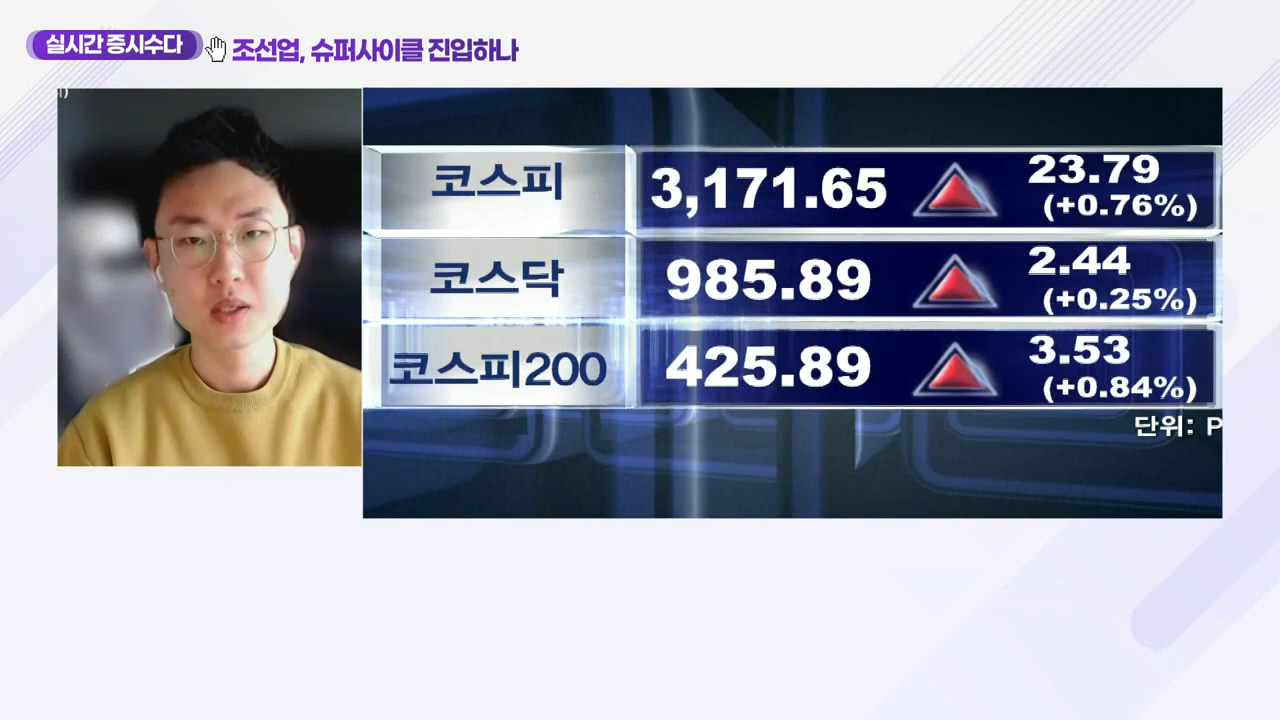 실시간 증시수다
조선업, 슈퍼사이클 진입하나
코스피 3,171.65 23.79 (+0.76%)
코스닥 985.89 2.44 (+0.25%)
코스피200 425.89 3.53 (+0.84%)
단위: P